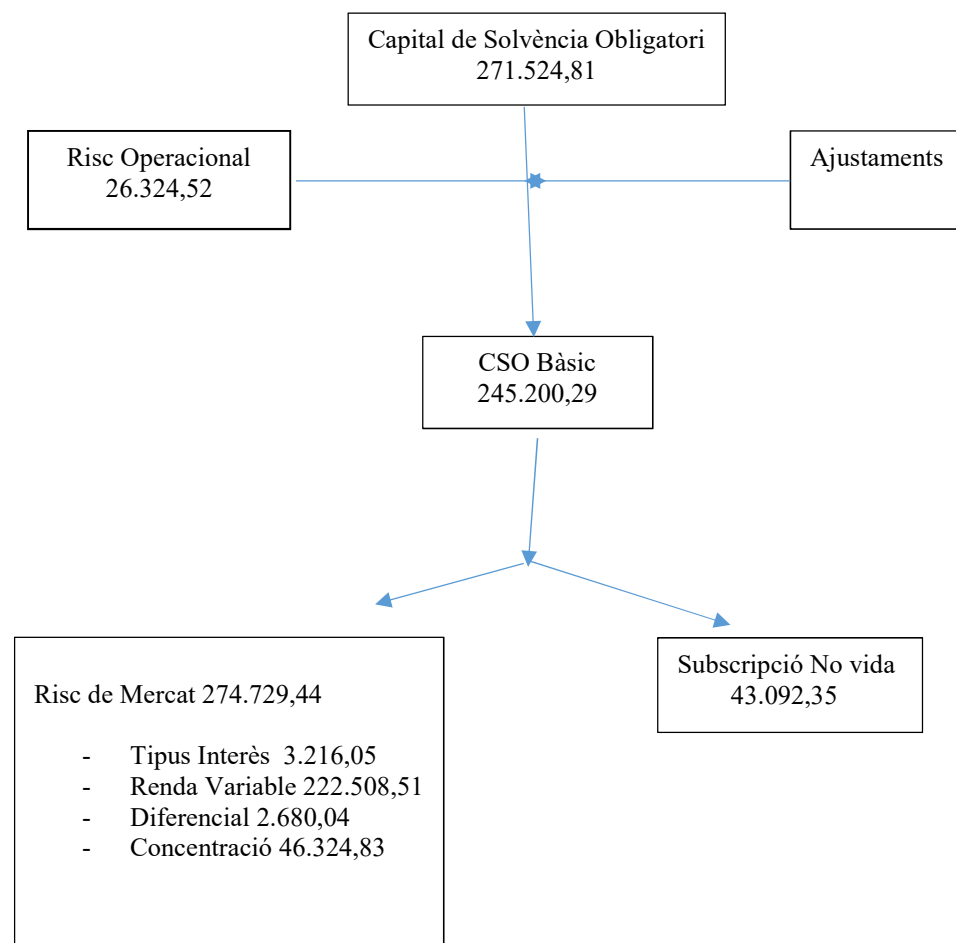 Capital de Solvència Obligatori
271.524,81
Risc Operacional
26.324,52
Ajustaments
CSO Bàsic
245.200,29
Risc de Mercat 274.729,44
- Tipus Interès 3.216,05
- Renda Variable 222.508,51
- Diferencial 2.680,04
- Concentració 46.324,83
Subscripció No vida
43.092,35